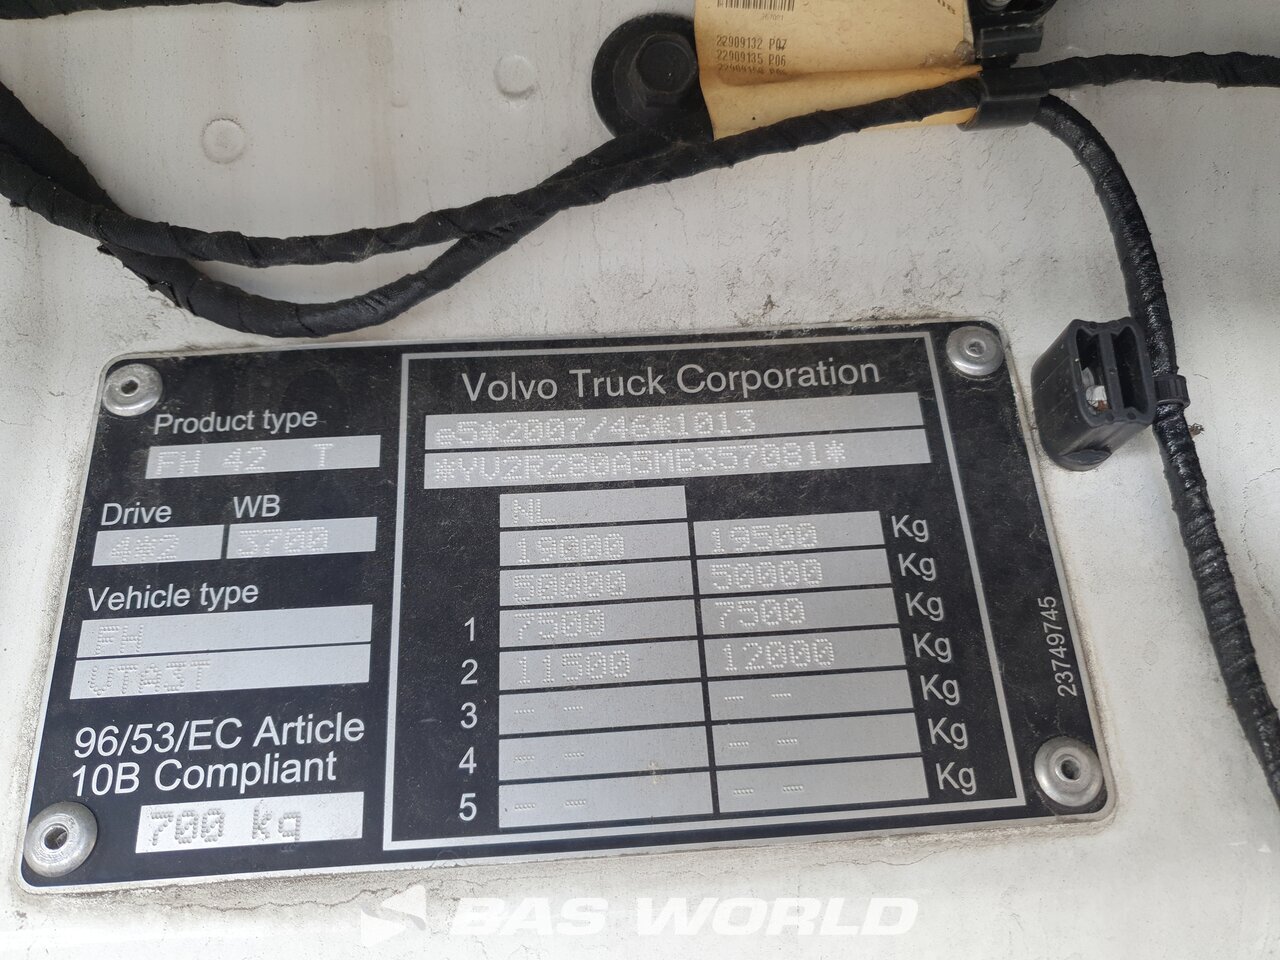 267021
22909132 P07
22909135 P06
Volvo Truck Corporation
Product type
FH 42 T
Drive WB
4*2 3700
Vehicle type
FH
VTA3T
96/53/EC Article
10B Compliant
700 kg
e5*2007/46*1013
*YV2RZ80A5MB357081*
NL
19000 19500 Kg
50000 50000 Kg
1 7500 7500 Kg
2 11500 12000 Kg
3 -- -- Kg
4 -- -- Kg
5 -- -- Kg
23749745
BAS WORLD